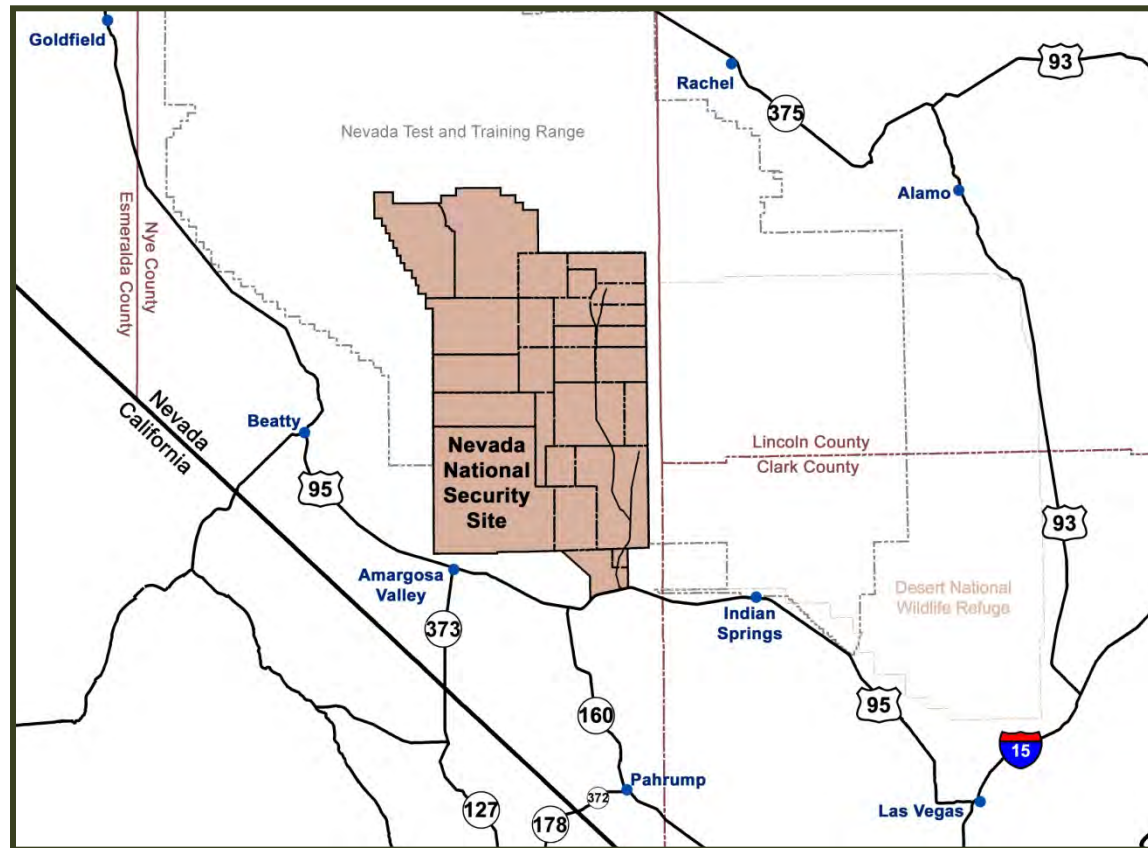 Goldfield
Rachel
93
375
Nevada Test and Training Range
Alamo
Esmeralda County
Nye County
Nevada
California
Beatty
95
Nevada
National
Security
Site
Lincoln County
Clark County
93
Amargosa
Valley
Indian
Springs
Desert National
Wildlife Refuge
373
160
95
15
Pahrump
372
127
178
Las Vegas